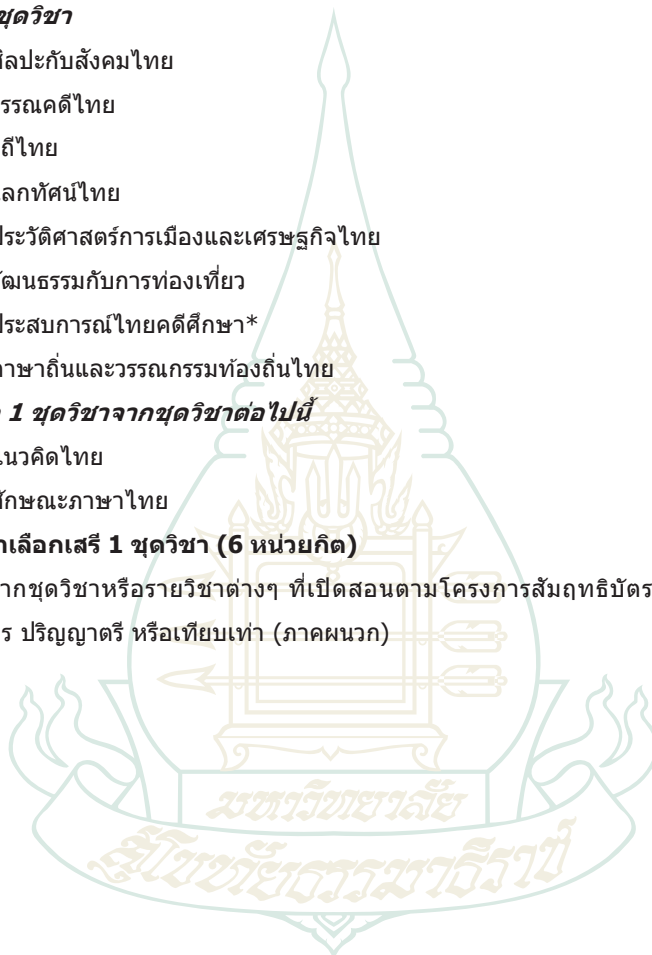 ชุดวิชา
ศิลปะกับสังคมไทย
วรรณคดีไทย
วิถีไทย
โลกทัศน์ไทย
ประวัติศาสตร์การเมืองและเศรษฐกิจไทย
วัฒนธรรมกับการท่องเที่ยว
ประสบการณ์ไทยคดีศึกษา*
ภาษาถิ่นและวรรณกรรมท้องถิ่นไทย
1 ชุดวิชาจากชุดวิชาต่อไปนี้
แนวคิดไทย
ลักษณะภาษาไทย
เลือกเสรี 1 ชุดวิชา (6 หน่วยกิต)
จากชุดวิชาหรือรายวิชาต่างๆ ที่เปิดสอนตามโครงการสัมฤทธิบัตร
ปริญญาตรี หรือเทียบเท่า (ภาคผนวก)
มหาวิทยาลัย
สุโขทัยธรรมาธิราช